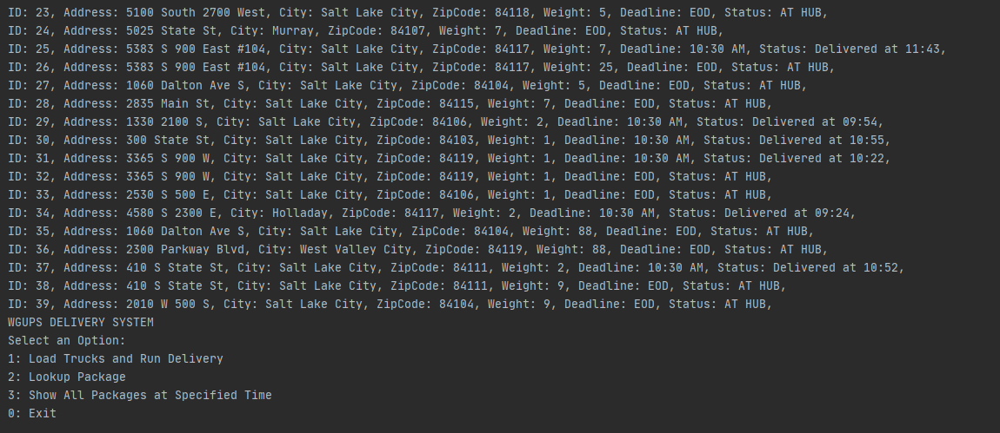 ID: 23, Address: 5100 South 2700 West, City: Salt Lake City, ZipCode: 84118, Weight: 5, Deadline: EOD, Status: AT HUB,
ID: 24, Address: 5025 State St, City: Murray, ZipCode: 84107, Weight: 7, Deadline: EOD, Status: AT HUB,
ID: 25, Address: 5383 S 900 East #104, City: Salt Lake City, ZipCode: 84117, Weight: 7, Deadline: 10:30 AM, Status: Delivered at 11:43,
ID: 26, Address: 5383 S 900 East #104, City: Salt Lake City, ZipCode: 84117, Weight: 25, Deadline: EOD, Status: AT HUB,
ID: 27, Address: 1060 Dalton Ave S, City: Salt Lake City, ZipCode: 84104, Weight: 5, Deadline: EOD, Status: AT HUB,
ID: 28, Address: 2835 Main St, City: Salt Lake City, ZipCode: 84115, Weight: 7, Deadline: EOD, Status: AT HUB,
ID: 29, Address: 1330 2100 S, City: Salt Lake City, ZipCode: 84106, Weight: 2, Deadline: 10:30 AM, Status: Delivered at 09:54,
ID: 30, Address: 300 State St, City: Salt Lake City, ZipCode: 84103, Weight: 1, Deadline: 10:30 AM, Status: Delivered at 10:55,
ID: 31, Address: 3365 S 900 W, City: Salt Lake City, ZipCode: 84119, Weight: 1, Deadline: 10:30 AM, Status: Delivered at 10:22,
ID: 32, Address: 3365 S 900 W, City: Salt Lake City, ZipCode: 84119, Weight: 1, Deadline: EOD, Status: AT HUB,
ID: 33, Address: 2530 S 500 E, City: Salt Lake City, ZipCode: 84106, Weight: 1, Deadline: EOD, Status: AT HUB,
ID: 34, Address: 4580 S 2300 E, City: Holladay, ZipCode: 84117, Weight: 2, Deadline: 10:30 AM, Status: Delivered at 09:24,
ID: 35, Address: 1060 Dalton Ave S, City: Salt Lake City, ZipCode: 84104, Weight: 88, Deadline: EOD, Status: AT HUB,
ID: 36, Address: 2300 Parkway Blvd, City: West Valley City, ZipCode: 84119, Weight: 88, Deadline: EOD, Status: AT HUB,
ID: 37, Address: 410 S State St, City: Salt Lake City, ZipCode: 84111, Weight: 2, Deadline: 10:30 AM, Status: Delivered at 10:52,
ID: 38, Address: 410 S State St, City: Salt Lake City, ZipCode: 84111, Weight: 9, Deadline: EOD, Status: AT HUB,
ID: 39, Address: 2010 W 500 S, City: Salt Lake City, ZipCode: 84104, Weight: 9, Deadline: EOD, Status: AT HUB,
WGUPS DELIVERY SYSTEM
Select an Option:
1: Load Trucks and Run Delivery
2: Lookup Package
3: Show All Packages at Specified Time
0: Exit